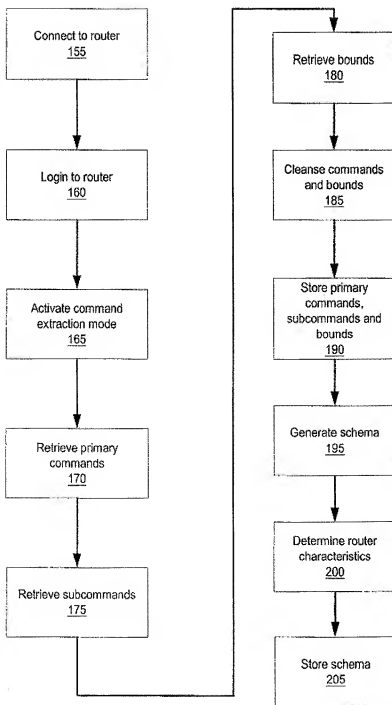 Connect to router
155
Login to router
160
Activate command
extraction mode
165
Retrieve primary
commands
170
Retrieve subcommands
175
Retrieve bounds
180
Cleanse commands
and bounds
185
Store primary
commands,
subcommands and
bounds
190
Generate schema
195
Determine router
characteristics
200
Store schema
205